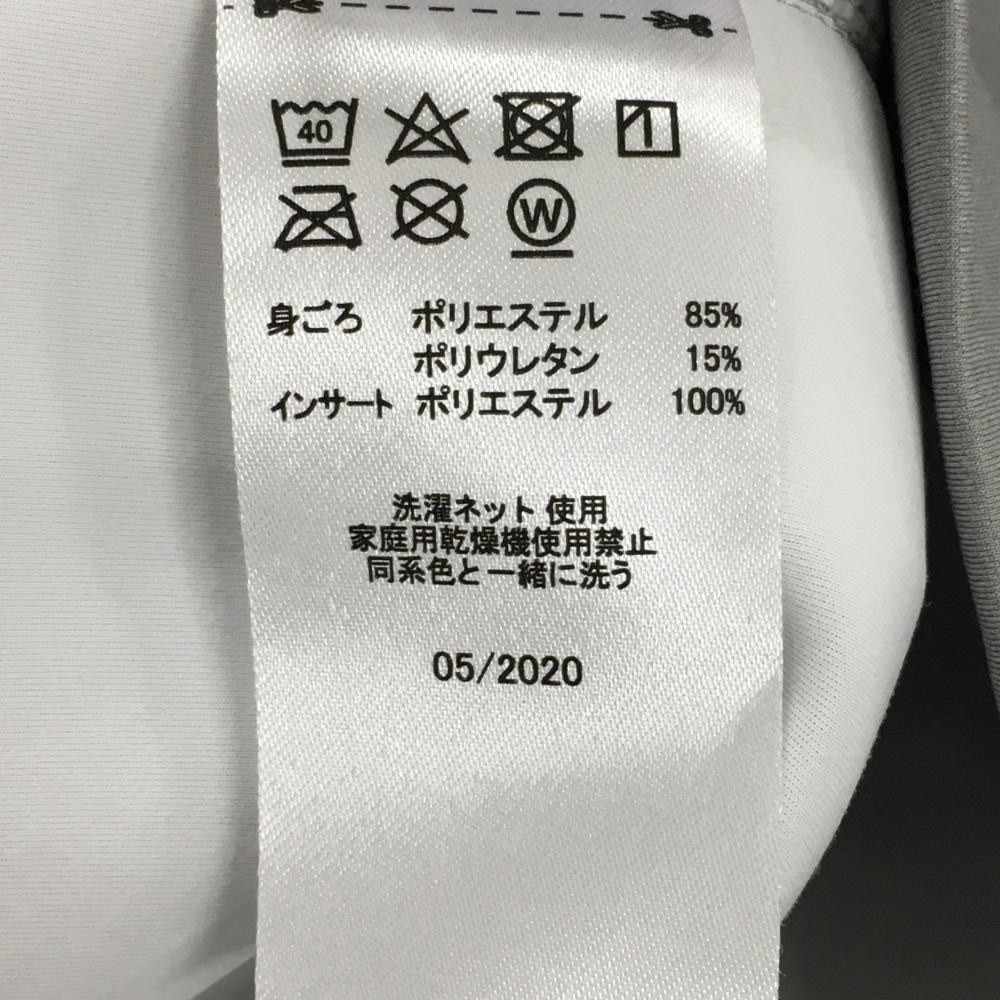 40
W
身ごろ ポリエステル 85%
ポリウレタン 15%
インサート ポリエステル 100%
洗濯ネット 使用
家庭用乾燥機使用禁止
同系色と一緒に洗う
05/2020